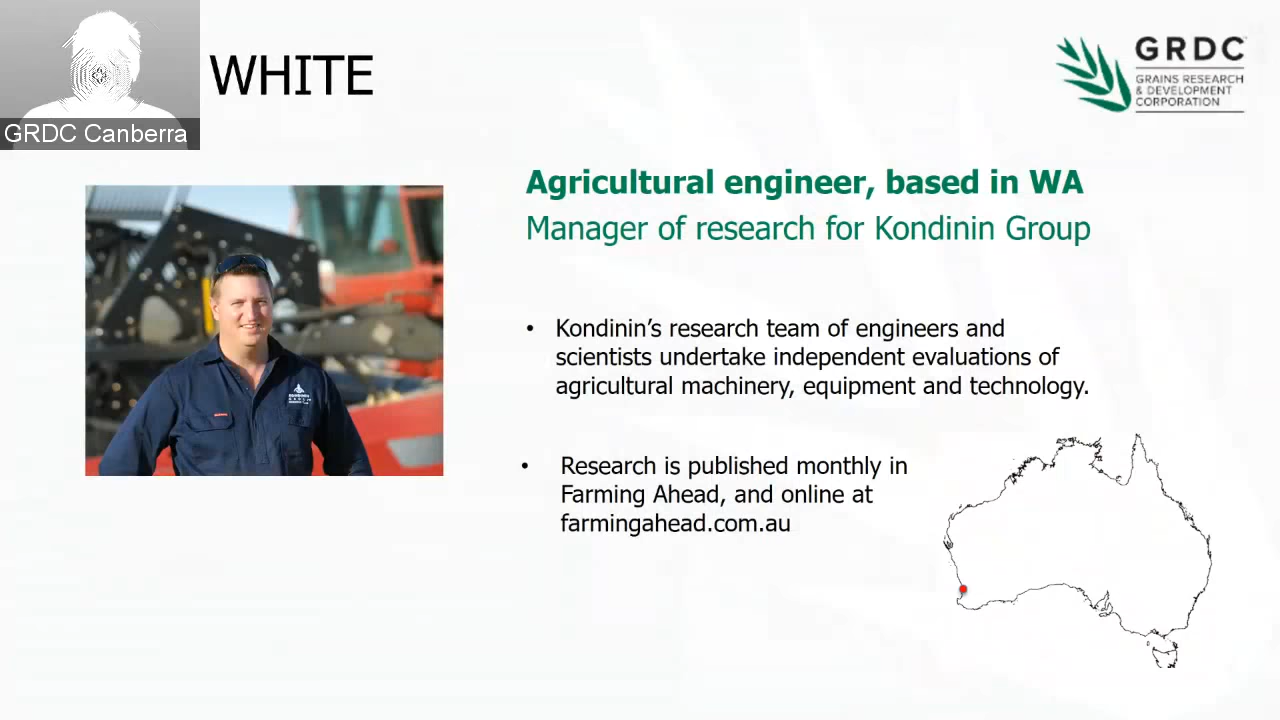 WHITE
GRDC Canberra
GRDC
GRAINS RESEARCH
& DEVELOPMENT
CORPORATION
Agricultural engineer, based in WA
Manager of research for Kondinin Group
• Kondinin’s research team of engineers and
scientists undertake independent evaluations of
agricultural machinery, equipment and technology.
• Research is published monthly in
Farming Ahead, and online at
farmingahead.com.au